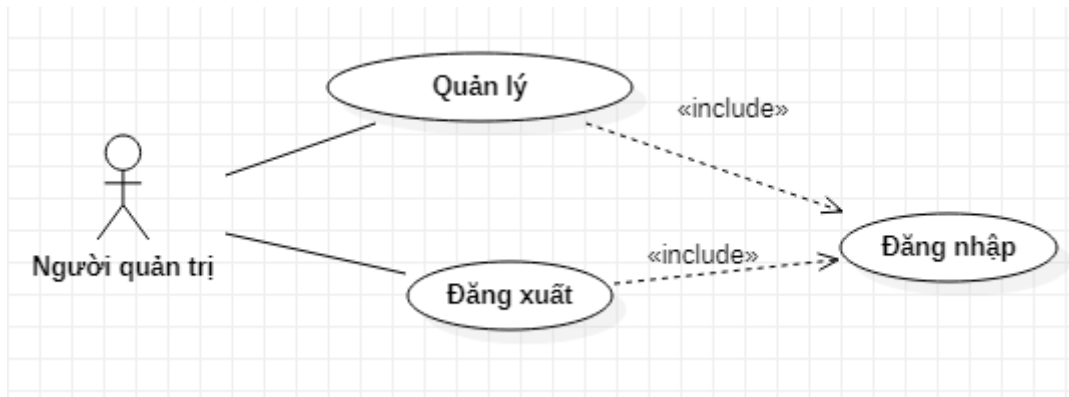 Quản lý
«include»
Người quản trị
Đăng xuất
«include»
Đăng nhập